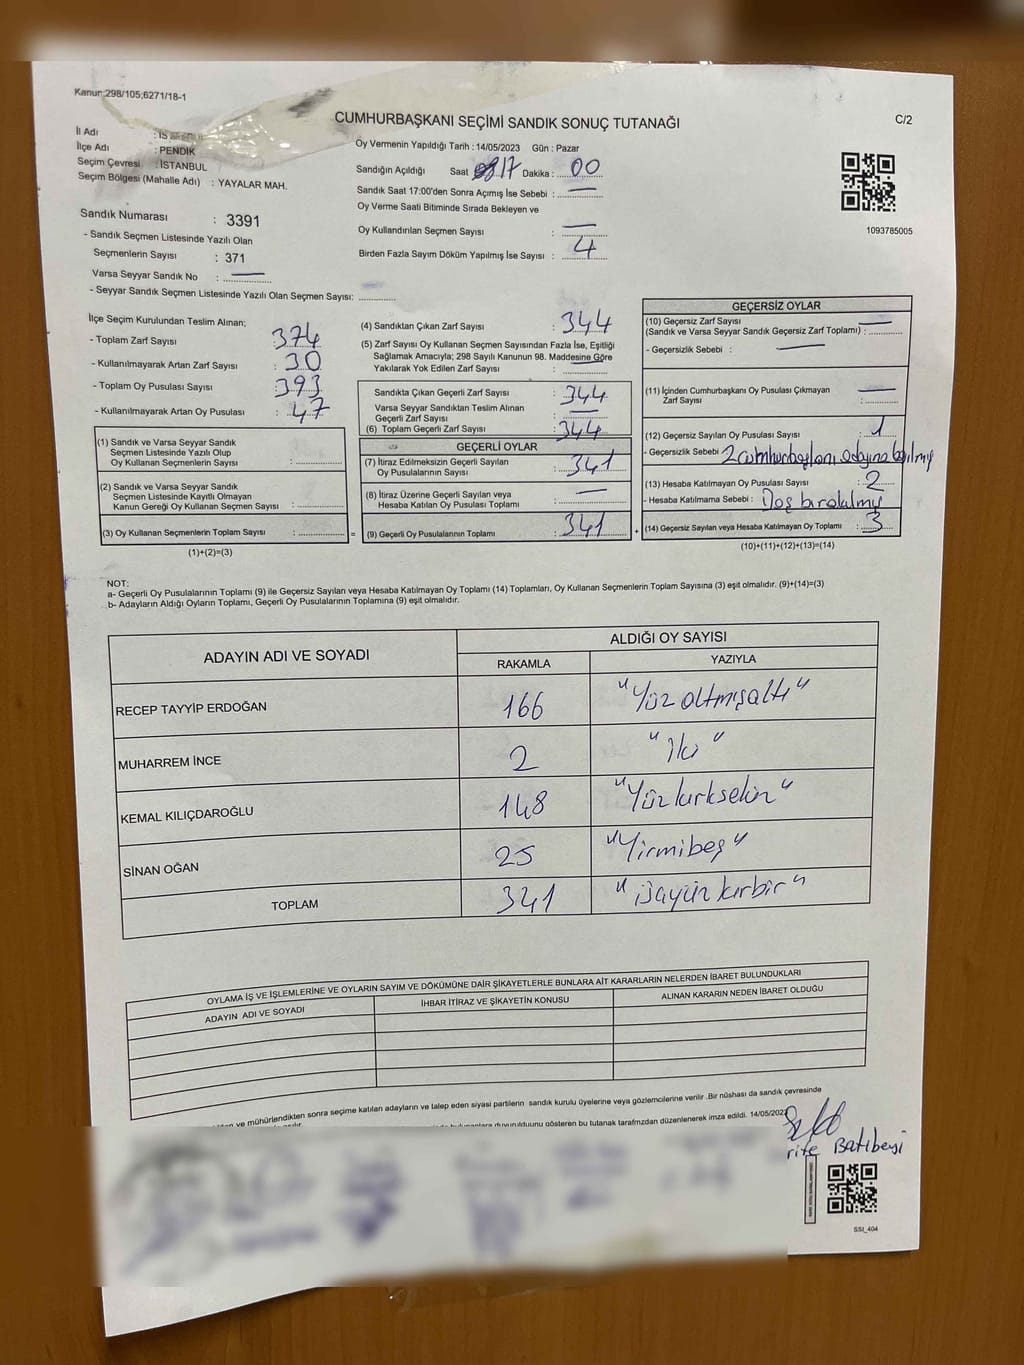 Kanun:298/105;6271/18-1
CUMHURBAŞKANI SEÇİMİ SANDIK SONUÇ TUTANAĞI
C/2
İl Adı : İSTANBUL
İlçe Adı : PENDİK
Seçim Çevresi : İSTANBUL
Seçim Bölgesi (Mahalle Adı) : YAYALAR MAH.
Sandık Numarası : 3391
- Sandık Seçmen Listesinde Yazılı Olan
Seçmenlerin Sayısı : 371
Varsa Seyyar Sandık No : —
- Seyyar Sandık Seçmen Listesinde Yazılı Olan Seçmen Sayısı: ............
Oy Vermenin Yapıldığı Tarih : 14/05/2023 Gün : Pazar
Sandığın Açıldığı Saat 17 Dakika : 00
Sandık Saat 17:00'den Sonra Açımış İse Sebebi : —
Oy Verme Saati Bitiminde Sırada Bekleyen ve
Oy Kullandırılan Seçmen Sayısı : —
Birden Fazla Sayım Döküm Yapılmış İse Sayısı : 4
1093785005
İlçe Seçim Kurulundan Teslim Alınan;
- Toplam Zarf Sayısı : 374
- Kullanılmayarak Artan Zarf Sayısı : 30
- Toplam Oy Pusulası Sayısı : 393
- Kullanılmayarak Artan Oy Pusulası : 47
(1) Sandık ve Varsa Seyyar Sandık
Seçmen Listesinde Yazılı Olup
Oy Kullanan Seçmenlerin Sayısı : ............
(2) Sandık ve Varsa Seyyar Sandık
Seçmen Listesinde Kayıtlı Olmayan
Kanun Gereği Oy Kullanan Seçmen Sayısı : ............
(3) Oy Kullanan Seçmenlerin Toplam Sayısı : ............ =
(1)+(2)=(3)
(4) Sandıktan Çıkan Zarf Sayısı : 344
(5) Zarf Sayısı Oy Kullanan Seçmen Sayısından Fazla İse, Eşitliği
Sağlamak Amacıyla; 298 Sayılı Kanunun 98. Maddesine Göre
Yakılarak Yok Edilen Zarf Sayısı : —
Sandıkta Çıkan Geçerli Zarf Sayısı : 344
Varsa Seyyar Sandıktan Teslim Alınan
Geçerli Zarf Sayısı : —
(6) Toplam Geçerli Zarf Sayısı : 344
GEÇERLİ OYLAR
(7) İtiraz Edilmeksizin Geçerli Sayılan
Oy Pusulasının Sayısı : 341
(8) İtiraz Üzerine Geçerli Sayılan veya
Hesaba Katılan Oy Pusulası Toplamı : —
(9) Geçerli Oy Pusulalarının Toplamı : 341 +
GEÇERSİZ OYLAR
(10) Geçersiz Zarf Sayısı
(Sandık ve Varsa Seyyar Sandık Geçersiz Zarf Toplamı) : —
- Geçersizlik Sebebi : —
(11) İçinden Cumhurbaşkanı Oy Pusulası Çıkmayan
Zarf Sayısı : —
(12) Geçersiz Sayılan Oy Pusulası Sayısı : 1
- Geçersizlik Sebebi 2 cumhurbaşkanı adayına basılmış
(13) Hesaba Katılmayan Oy Pusulası Sayısı : 2
- Hesaba Katılmama Sebebi : Boş bırakılmış
(14) Geçersiz Sayılan veya Hesaba Katılmayan Oy Toplamı : 3
(10)+(11)+(12)+(13)=(14)
NOT:
a- Geçerli Oy Pusulalarının Toplamı (9) ile Geçersiz Sayılan veya Hesaba Katılmayan Oy Toplamı (14) Toplamları, Oy Kullanan Seçmenlerin Toplam Sayısına (3) eşit olmalıdır. (9)+(14)=(3)
b- Adayların Aldığı Oyların Toplamı, Geçerli Oy Pusulalarının Toplamına (9) eşit olmalıdır.
ADAYIN ADI VE SOYADI
ALDIĞI OY SAYISI
RAKAMLA YAZIYLA
RECEP TAYYİP ERDOĞAN 166 "Yüz altmışaltı"
MUHARREM İNCE 2 "İki"
KEMAL KILIÇDAROĞLU 148 "Yüz kırksekiz"
SİNAN OĞAN 25 "Yirmibeş"
TOPLAM 341 "Üçyüz kırkbir"
OYLAMA İŞ VE İŞLEMLERİNE VE OYLARIN SAYIM VE DÖKÜMÜNE DAİR ŞİKAYETLERLE BUNLARA AİT KARARLARIN NELERDEN İBARET BULUNDUKLARI
ADAYIN ADI VE SOYADI İHBAR İTİRAZ VE ŞİKAYETİN KONUSU ALINAN KARARIN NEDEN İBARET OLDUĞU
ve mühürlendikten sonra seçime katılan adayların ve talep eden siyasi partilerin sandık kurulu üyelerine veya gözlemcilerine verilir .Bir nüshası da sandık çevresinde
duyurulduğunu gösteren bu tutanak tarafımızdan düzenlenerek imza edildi. 14/05/2023
Batıbeyi
SSI_404